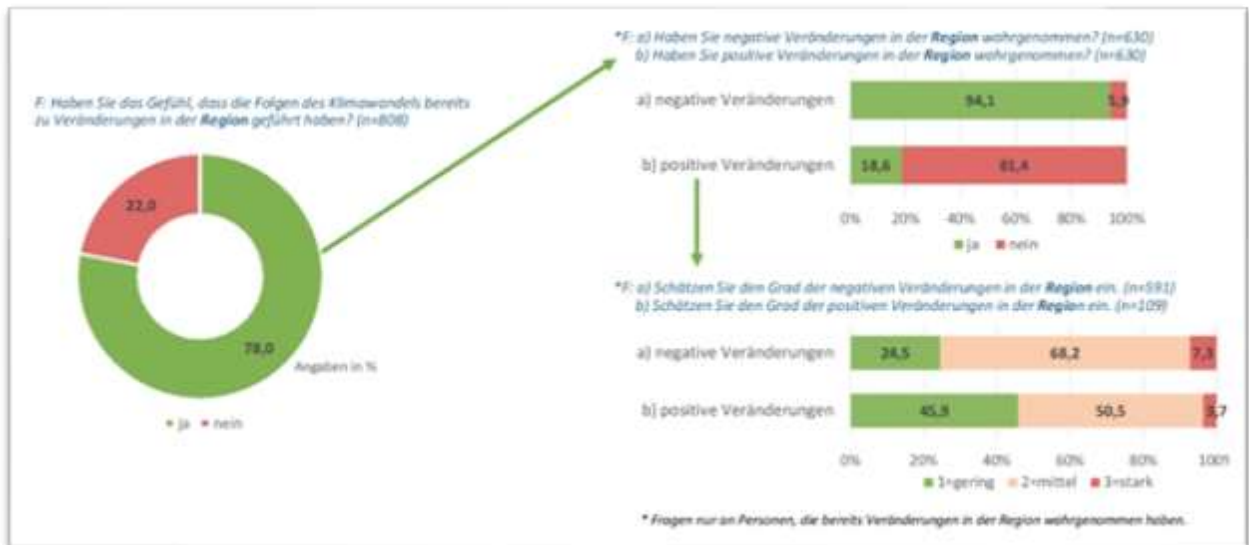 F: Haben Sie das Gefühl, dass die Folgen des Klimawandels bereits
zu Veränderungen in der Region geführt haben? (n=808)
22,0
78,0
Angaben in %
ja nein
*F: a) Haben Sie negative Veränderungen in der Region wahrgenommen? (n=630)
b) Haben Sie positive Veränderungen in der Region wahrgenommen? (n=630)
a) negative Veränderungen 94,1 5,9
b) positive Veränderungen 18,6 81,4
0% 20% 40% 60% 80% 100%
ja nein
*F: a) Schätzen Sie den Grad der negativen Veränderungen in der Region ein. (n=591)
b) Schätzen Sie den Grad der positiven Veränderungen in der Region ein. (n=109)
a) negative Veränderungen 24,5 68,2 7,3
b) positive Veränderungen 45,9 50,5 3,7
0% 20% 40% 60% 80% 100%
1=gering 2=mittel 3=stark
* Fragen nur an Personen, die bereits Veränderungen in der Region wahrgenommen haben.